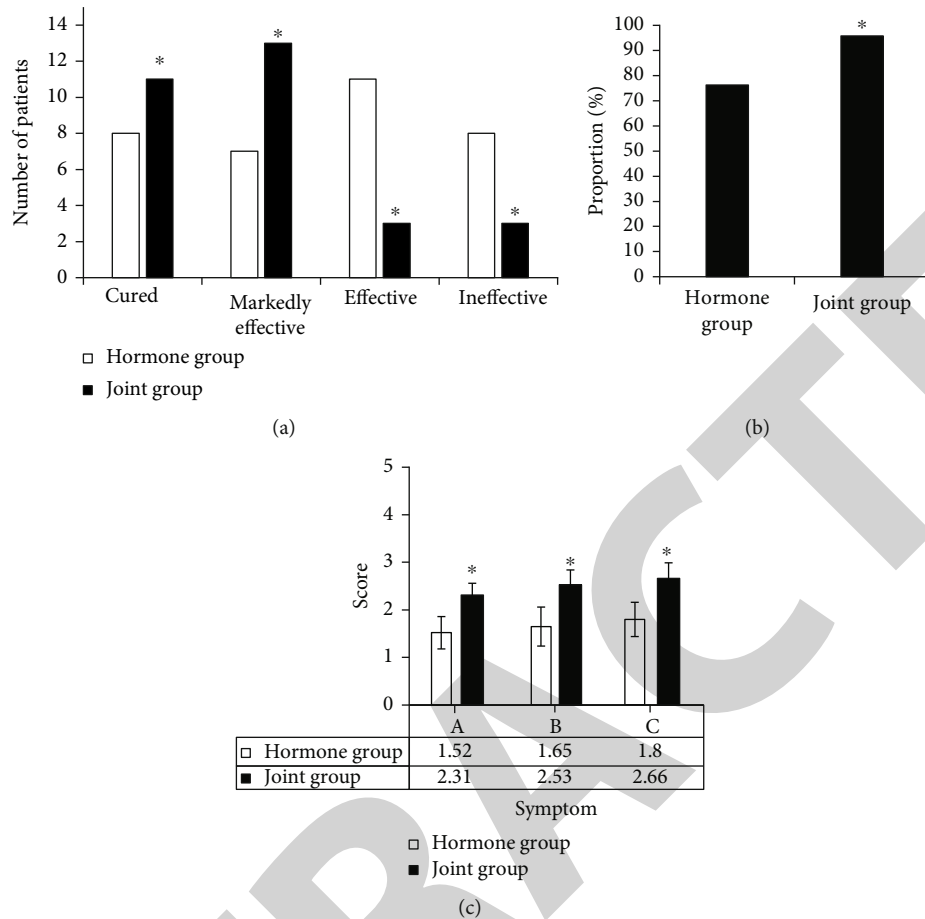 14
12
10
8
6
4
2
0
Number of patients
* * * *
Cured Markedly effective Effective Ineffective
Hormone group
Joint group
(a)
100
90
80
70
60
50
40
30
20
10
0
Proportion (%)
*
Hormone group Joint group
(b)
5
4
3
2
1
0
Score
* * *
A B C
Hormone group 1.52 1.65 1.8
Joint group 2.31 2.53 2.66
Symptom
Hormone group
Joint group
(c)